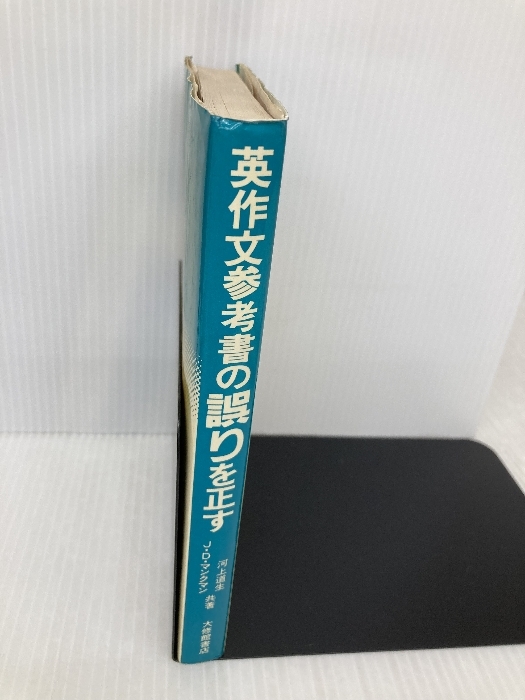 英作文参考書の誤りを正す
河上道生
J・D・マンクマン
共著
大修館書店